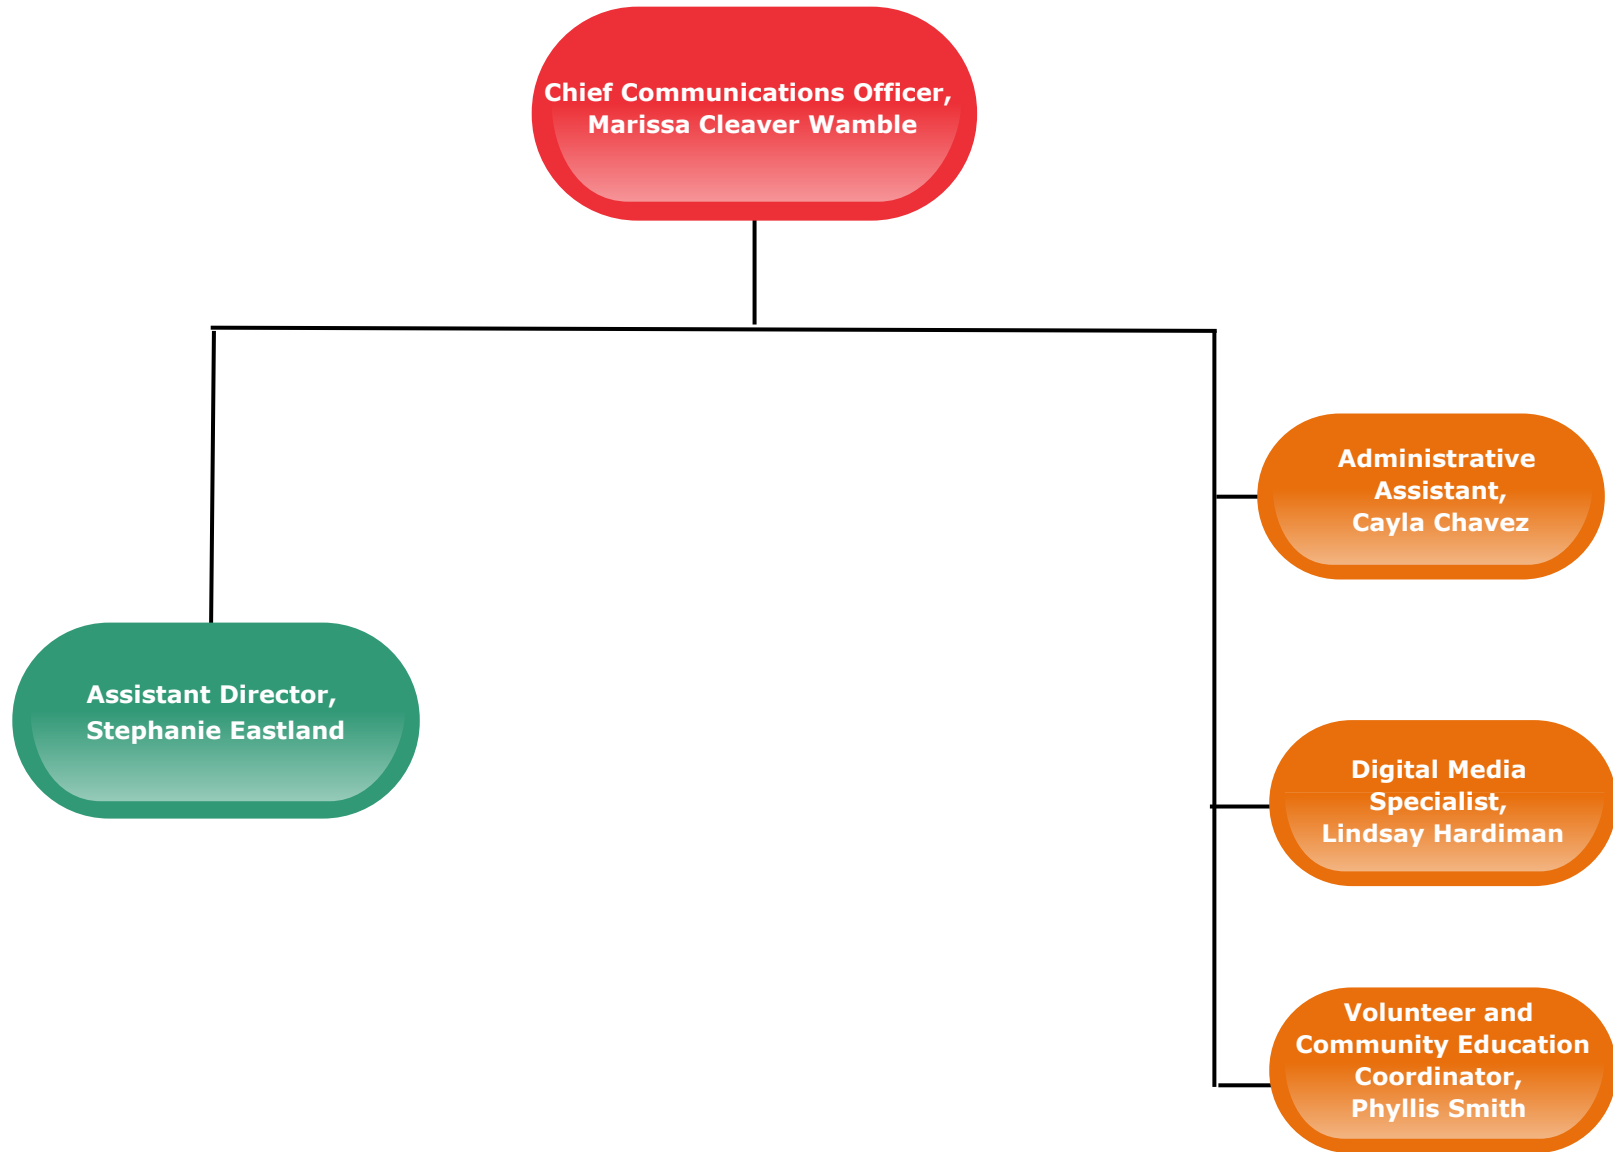 Chief Communications Officer,
Marissa Cleaver Wamble
Administrative
Assistant,
Cayla Chavez
Assistant Director,
Stephanie Eastland
Digital Media
Specialist,
Lindsay Hardiman
Volunteer and
Community Education
Coordinator,
Phyllis Smith